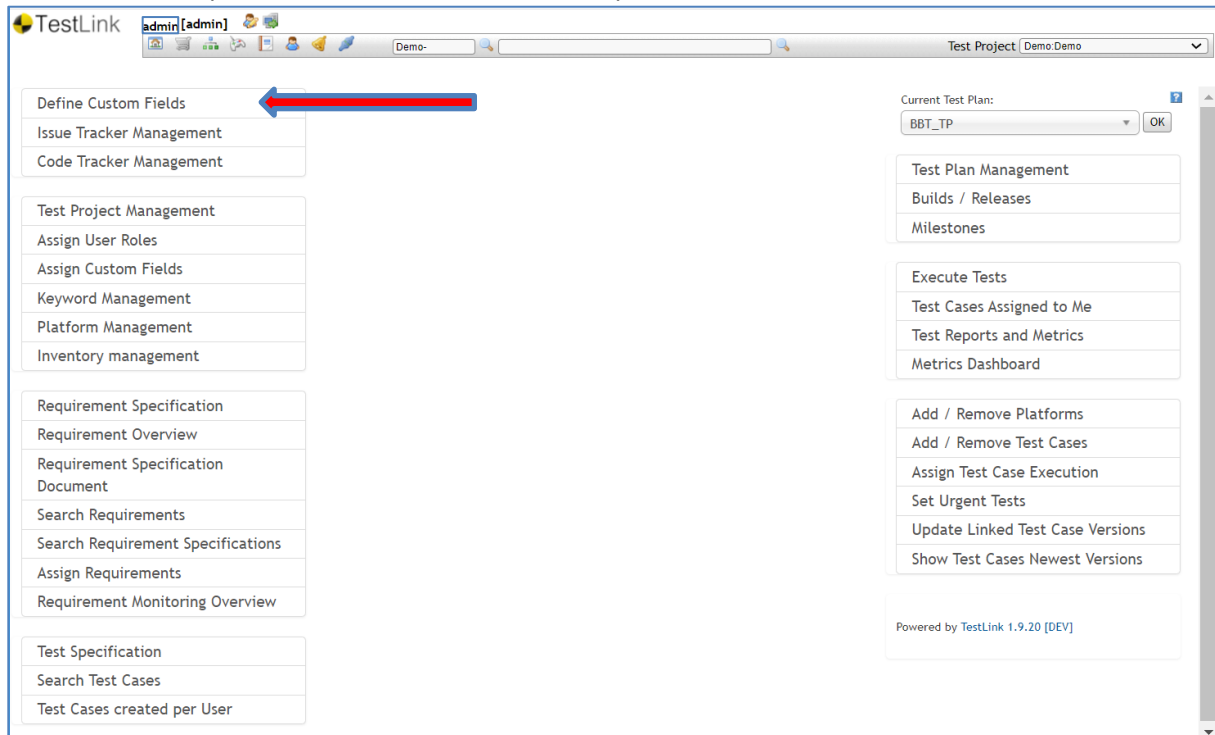 TestLink
admin [admin]
Demo-
Test Project Demo:Demo
Define Custom Fields
Issue Tracker Management
Code Tracker Management
Test Project Management
Assign User Roles
Assign Custom Fields
Keyword Management
Platform Management
Inventory management
Requirement Specification
Requirement Overview
Requirement Specification
Document
Search Requirements
Search Requirement Specifications
Assign Requirements
Requirement Monitoring Overview
Test Specification
Search Test Cases
Test Cases created per User
Current Test Plan:
?
BBT_TP
OK
Test Plan Management
Builds / Releases
Milestones
Execute Tests
Test Cases Assigned to Me
Test Reports and Metrics
Metrics Dashboard
Add / Remove Platforms
Add / Remove Test Cases
Assign Test Case Execution
Set Urgent Tests
Update Linked Test Case Versions
Show Test Cases Newest Versions
Powered by TestLink 1.9.20 [DEV]